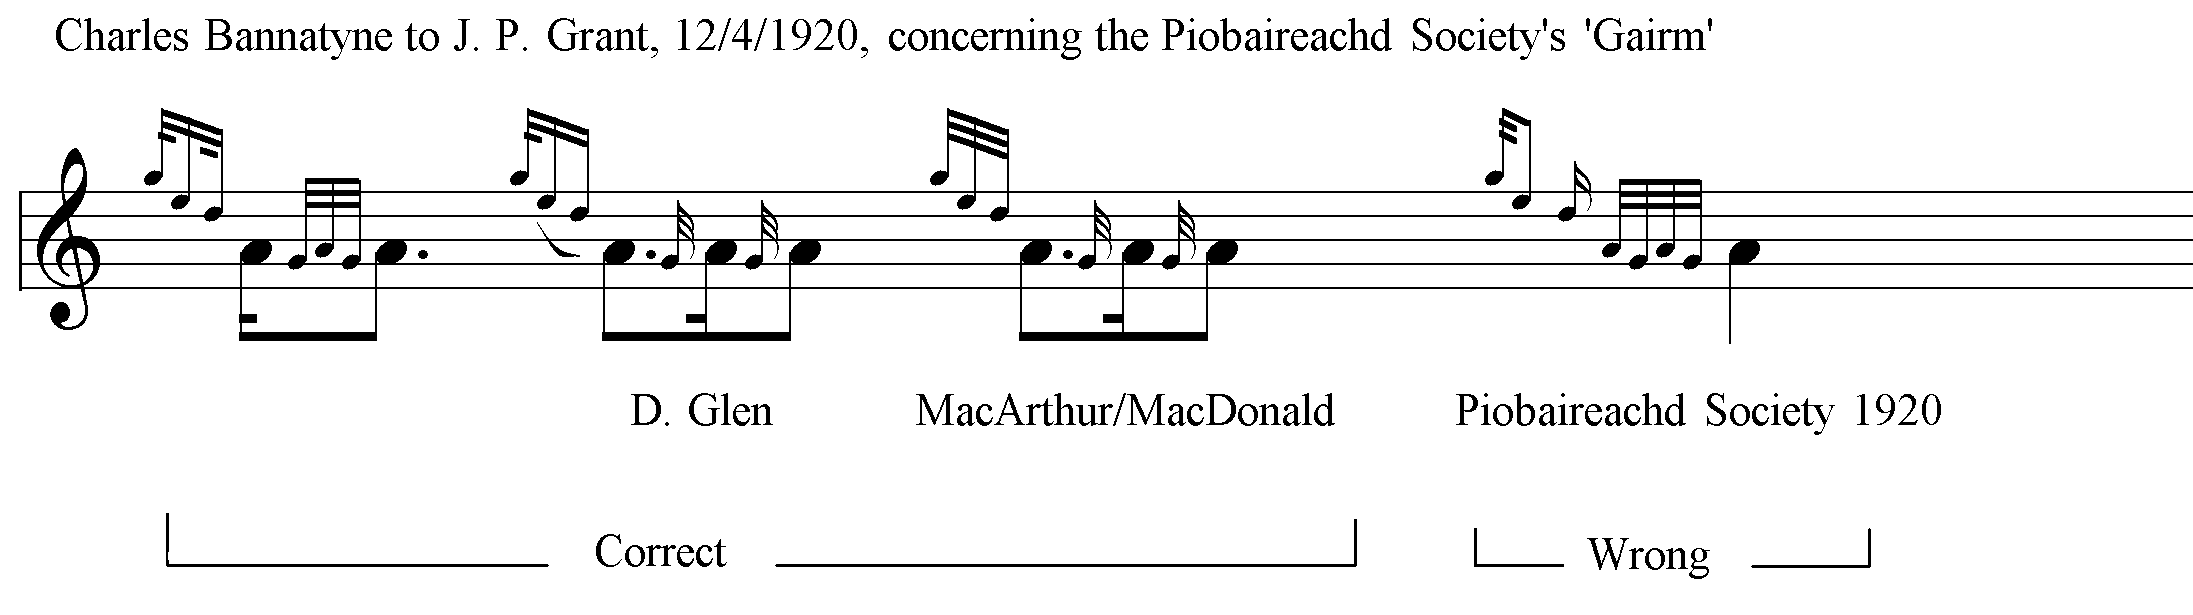 Charles Bannatyne to J. P. Grant, 12/4/1920, concerning the Piobaireachd Society's 'Gairm'
D. Glen MacArthur/MacDonald Piobaireachd Society 1920
Correct Wrong